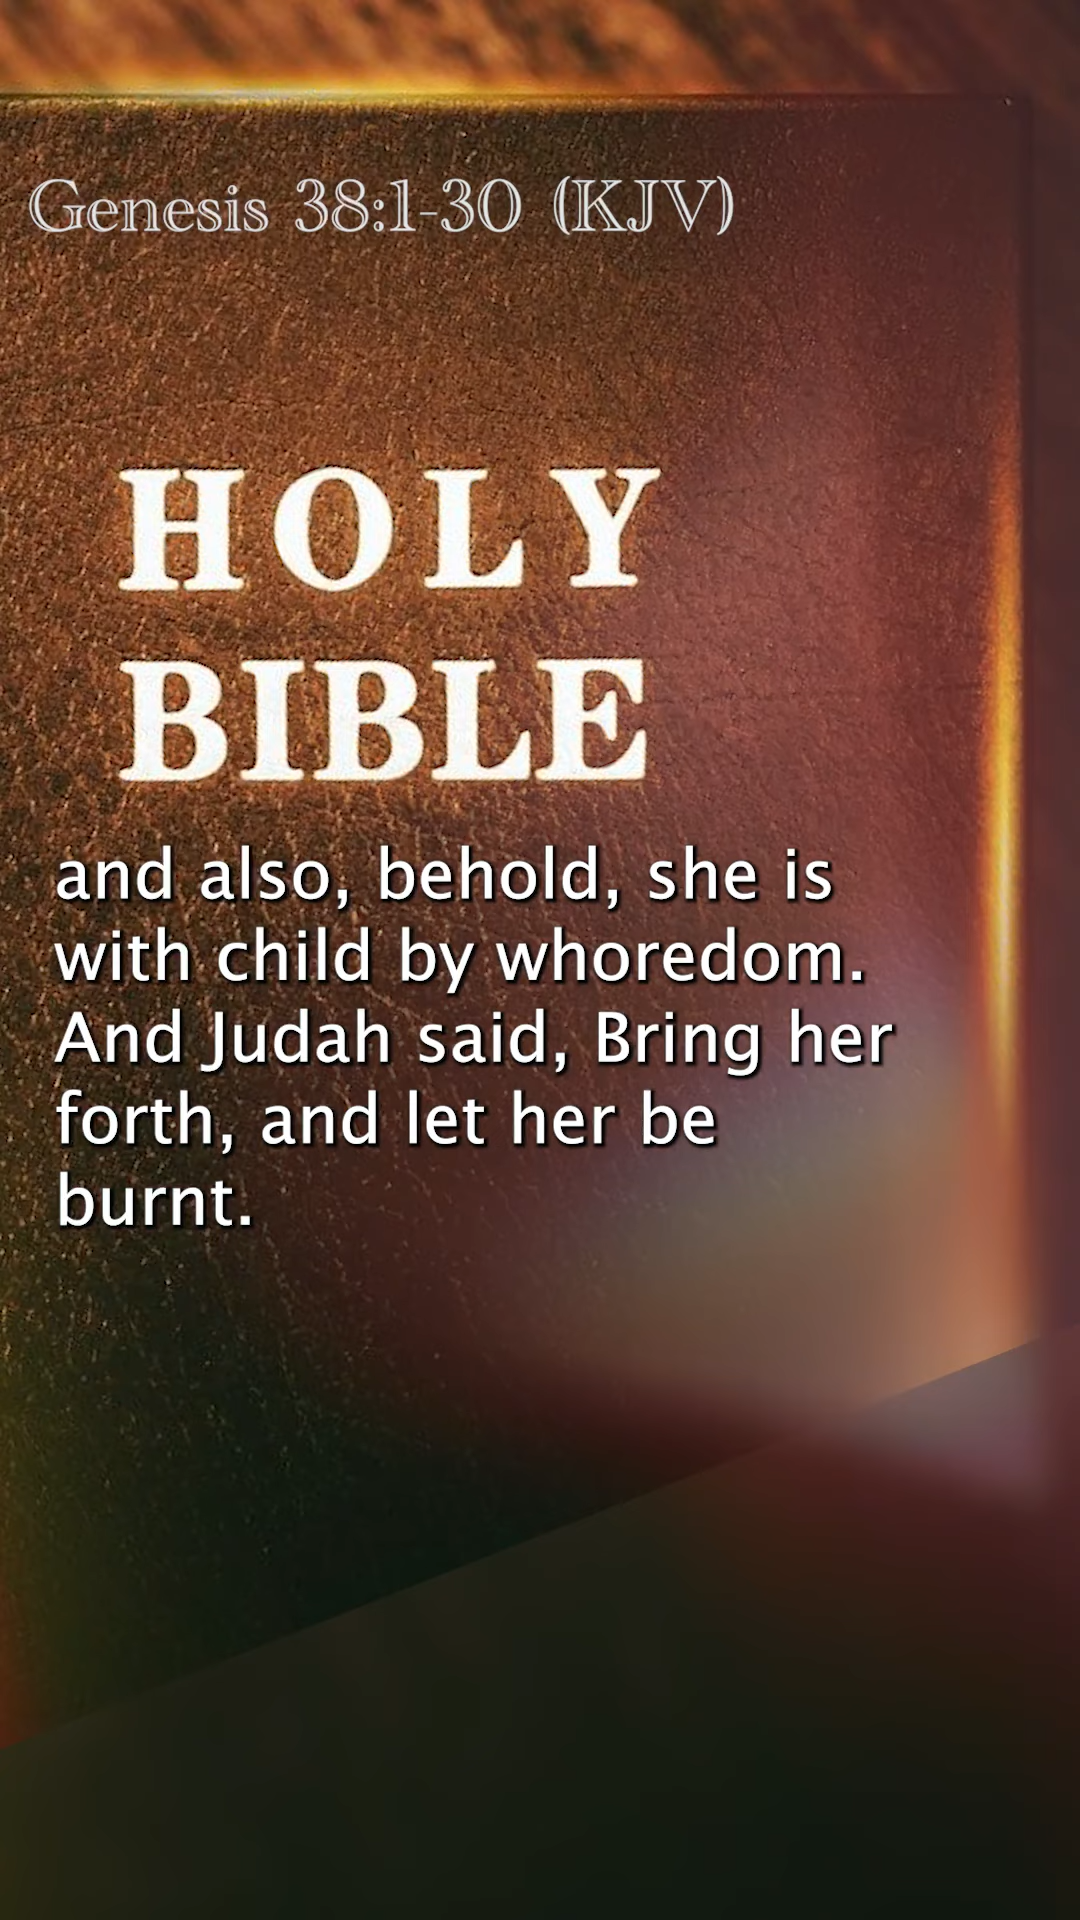 Genesis 38:1-30 (KJV)
HOLY
BIBLE
and also, behold, she is
with child by whoredom.
And Judah said, Bring her
forth, and let her be
burnt.